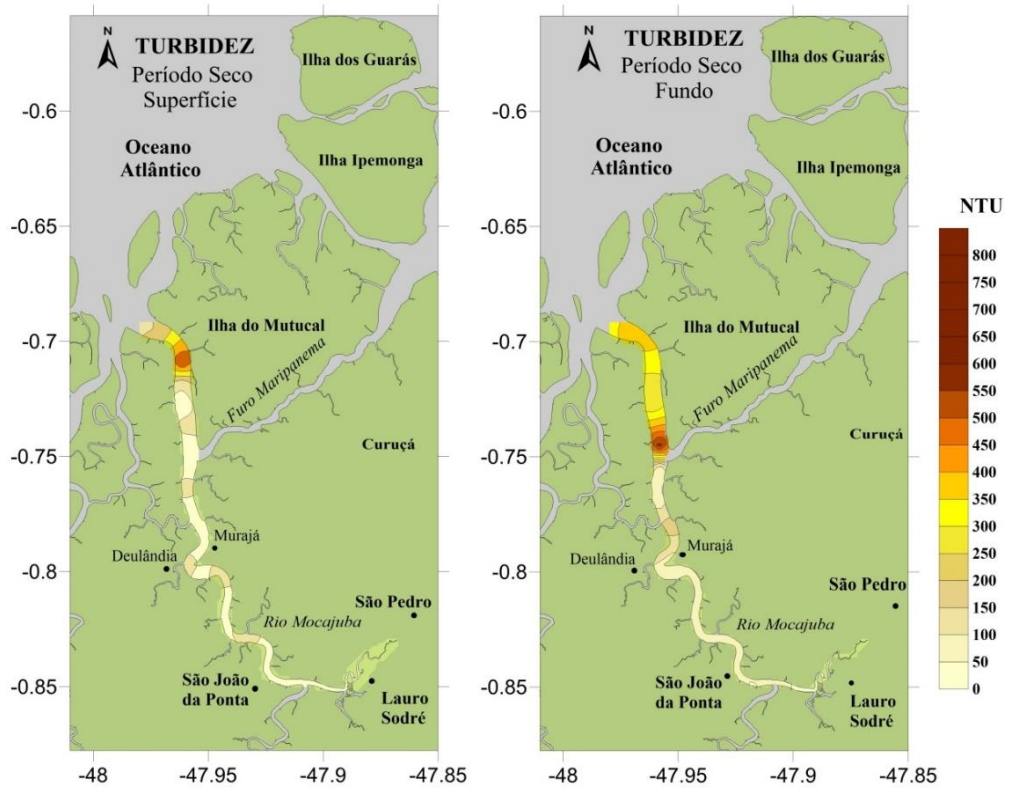 N
TURBIDEZ
Período Seco
Superfície
Oceano
Atlântico
Ilha dos Guarás
Ilha Ipemonga
Ilha do Mutucal
Furo Maripanema
Curuçá
Murajá
Deulândia
São Pedro
Rio Mocajuba
São João
da Ponta
Lauro
Sodré
-0.6
-0.65
-0.7
-0.75
-0.8
-0.85
-48
-47.95
-47.9
-47.85
N
TURBIDEZ
Período Seco
Fundo
Oceano
Atlântico
Ilha dos Guarás
Ilha Ipemonga
Ilha do Mutucal
Furo Maripanema
Curuçá
Murajá
Deulândia
São Pedro
Rio Mocajuba
São João
da Ponta
Lauro
Sodré
-0.6
-0.65
-0.7
-0.75
-0.8
-0.85
-48
-47.95
-47.9
-47.85
NTU
800
750
700
650
600
550
500
450
400
350
300
250
200
150
100
50
0